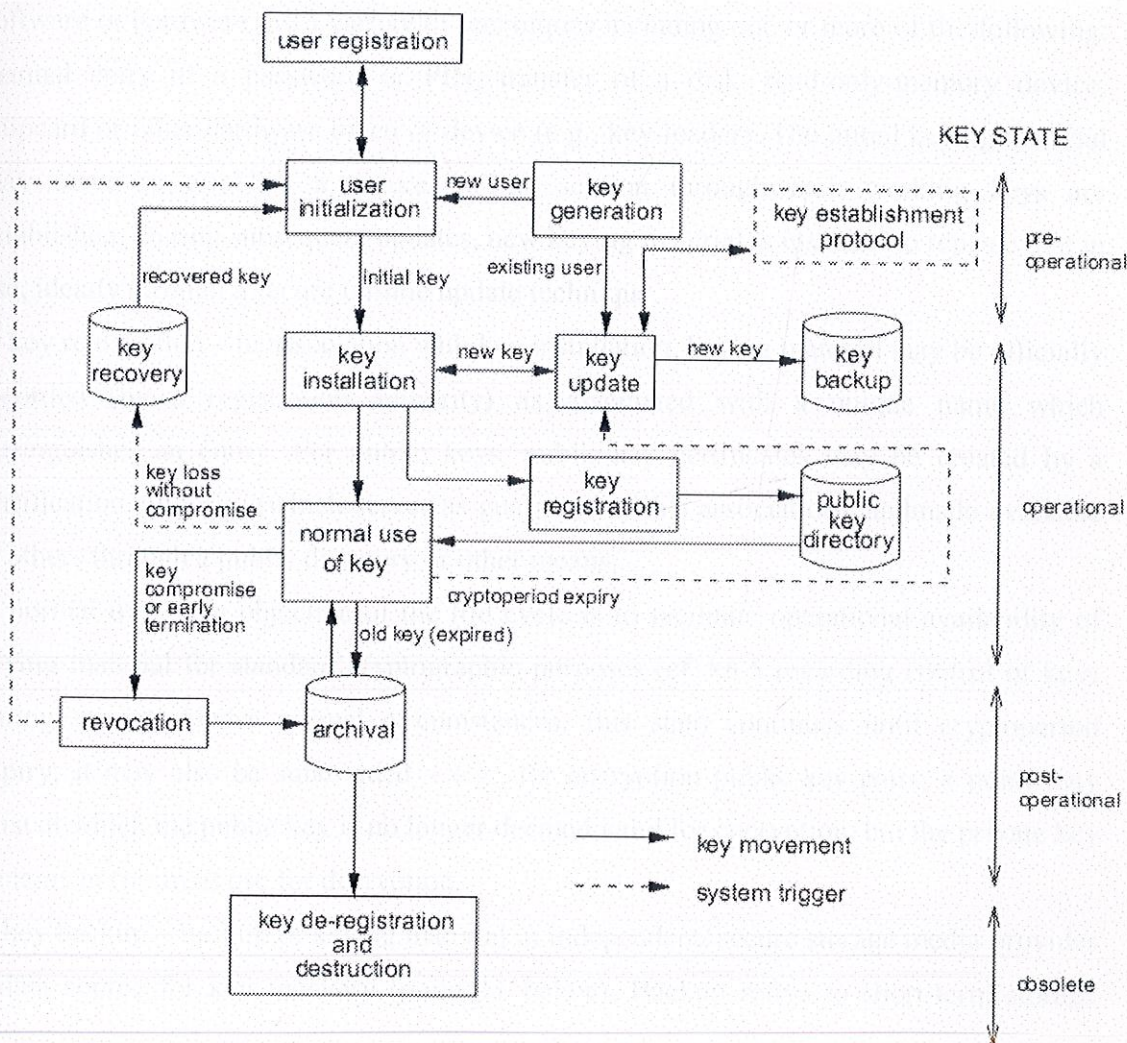 user registration
KEY STATE
user
initialization
new user
key
generation
key establishment
protocol
pre-
operational
recovered key
initial key
existing user
key
recovery
key
installation
new key
key
update
new key
key
backup
key loss
without
compromise
key
registration
public
key
directory
operational
normal use
of key
key
compromise
or early
termination
cryptoperiod expiry
old key (expired)
revocation
archival
post-
operational
key movement
system trigger
key de-registration
and
destruction
obsolete